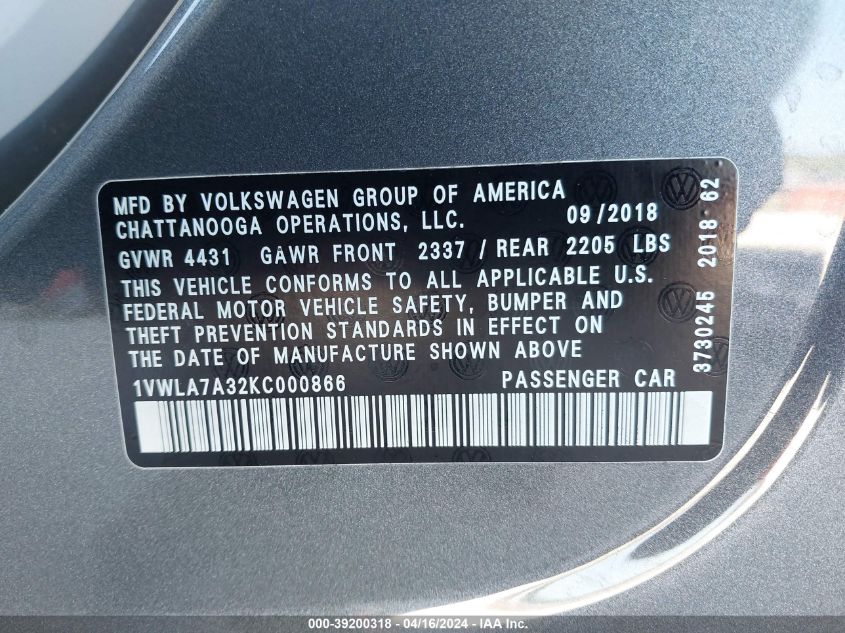 MFD BY VOLKSWAGEN GROUP OF AMERICA
CHATTANOOGA OPERATIONS, LLC. 09/2018
GVWR 4431 GAWR FRONT 2337 / REAR 2205 LBS
THIS VEHICLE CONFORMS TO ALL APPLICABLE U.S.
FEDERAL MOTOR VEHICLE SAFETY, BUMPER AND
THEFT PREVENTION STANDARDS IN EFFECT ON
THE DATE OF MANUFACTURE SHOWN ABOVE
1VWLA7A32KC000866 PASSENGER CAR
3730246 2018 62
000-39200318 - 04/16/2024 - IAA Inc.